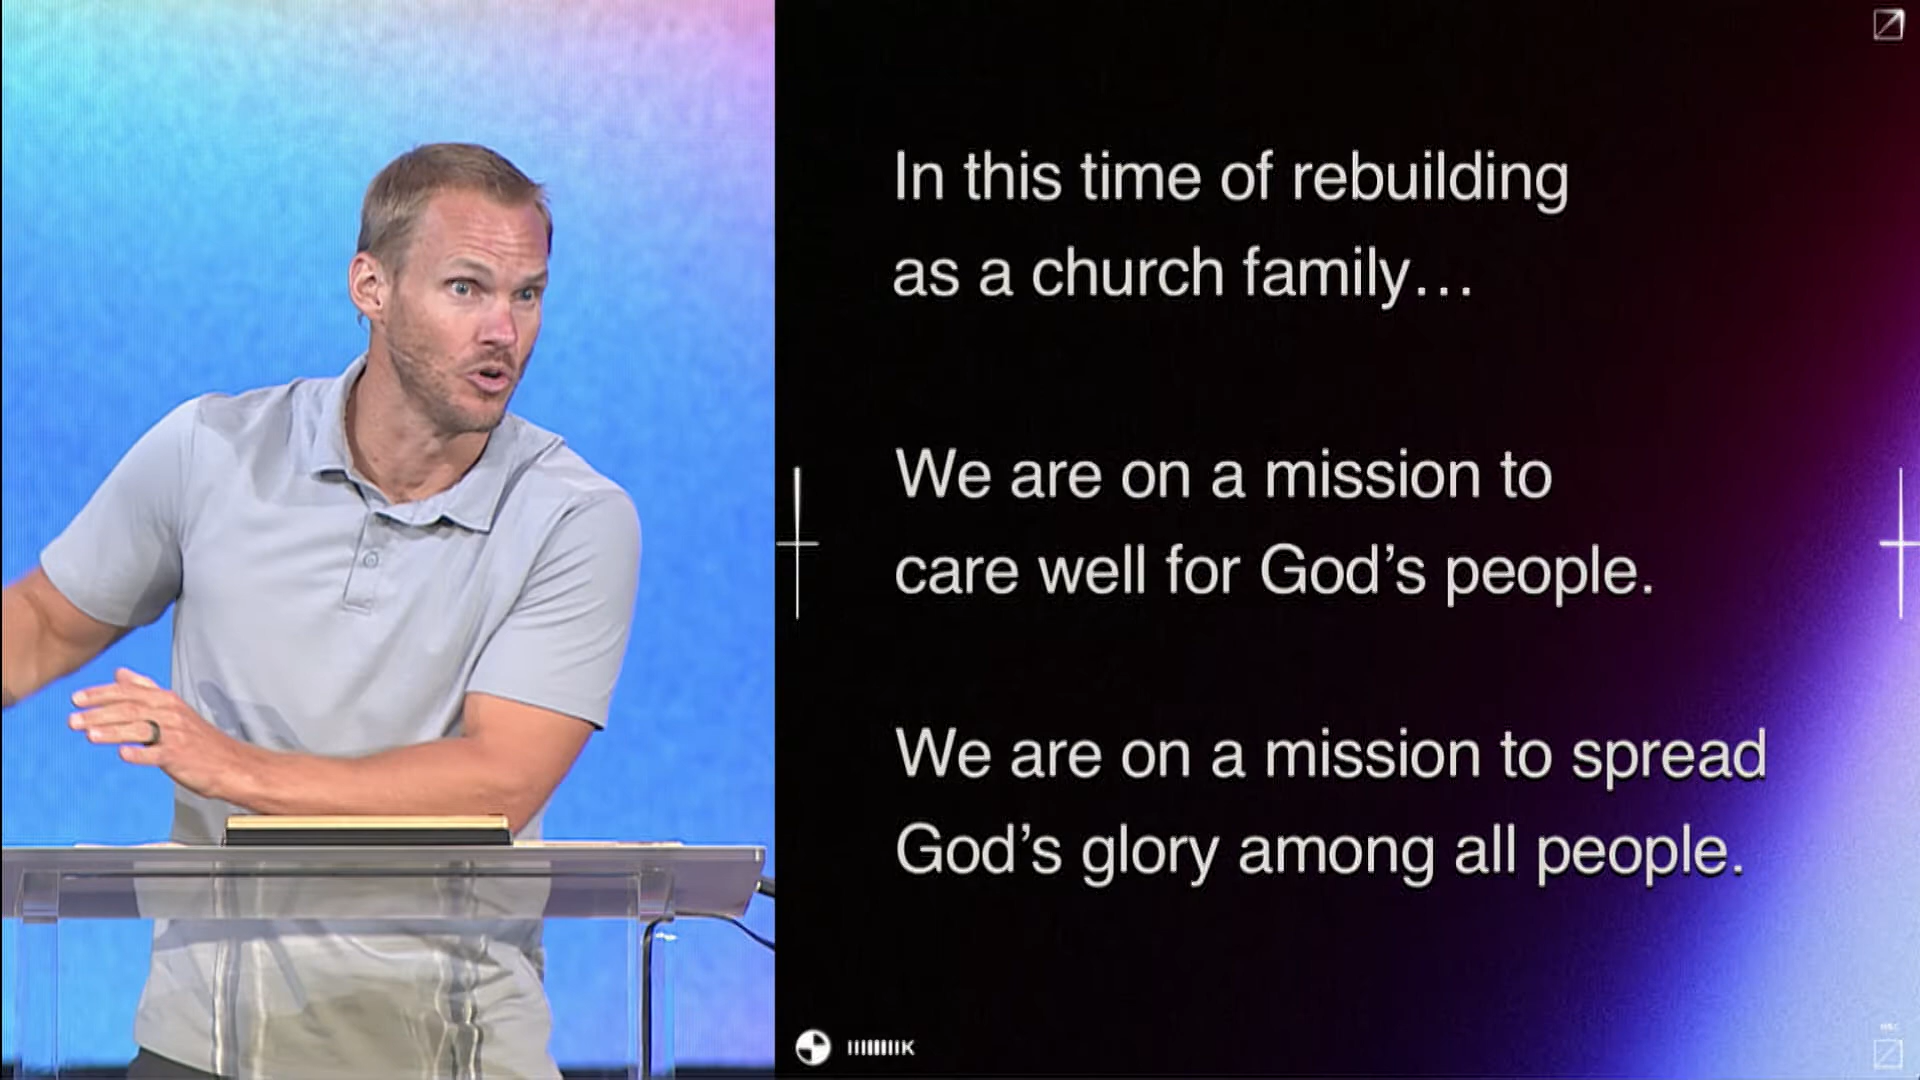 In this time of rebuilding
as a church family…
We are on a mission to
care well for God’s people.
We are on a mission to spread
God’s glory among all people.